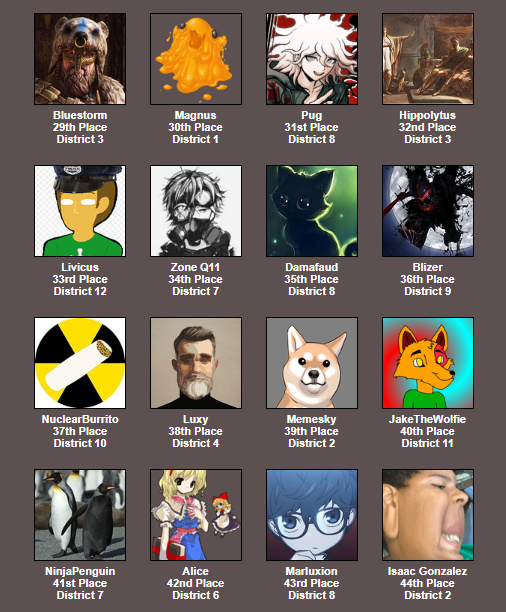 Bluestorm
29th Place
District 3
Magnus
30th Place
District 1
Pug
31st Place
District 8
Hippolytus
32nd Place
District 3
Livicus
33rd Place
District 12
Zone Q11
34th Place
District 7
Damafaud
35th Place
District 8
Blizer
36th Place
District 9
NuclearBurrito
37th Place
District 10
Luxy
38th Place
District 4
Memesky
39th Place
District 2
JakeTheWolfie
40th Place
District 11
NinjaPenguin
41st Place
District 7
Alice
42nd Place
District 6
Marluxion
43rd Place
District 8
Isaac Gonzalez
44th Place
District 2